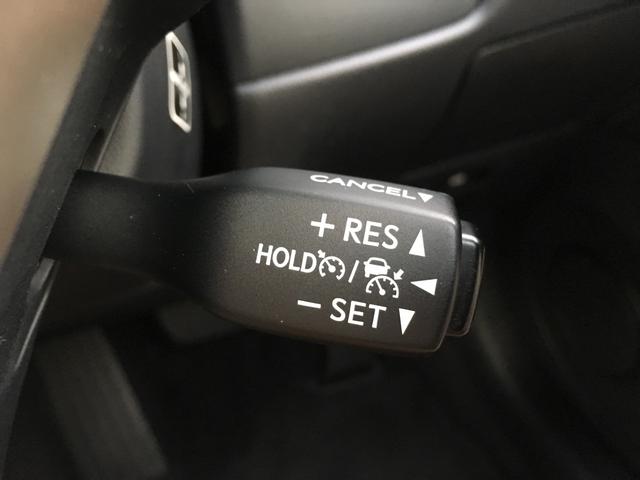 CANCEL▼
+ RES ▲
HOLD / ◀
− SET ▼